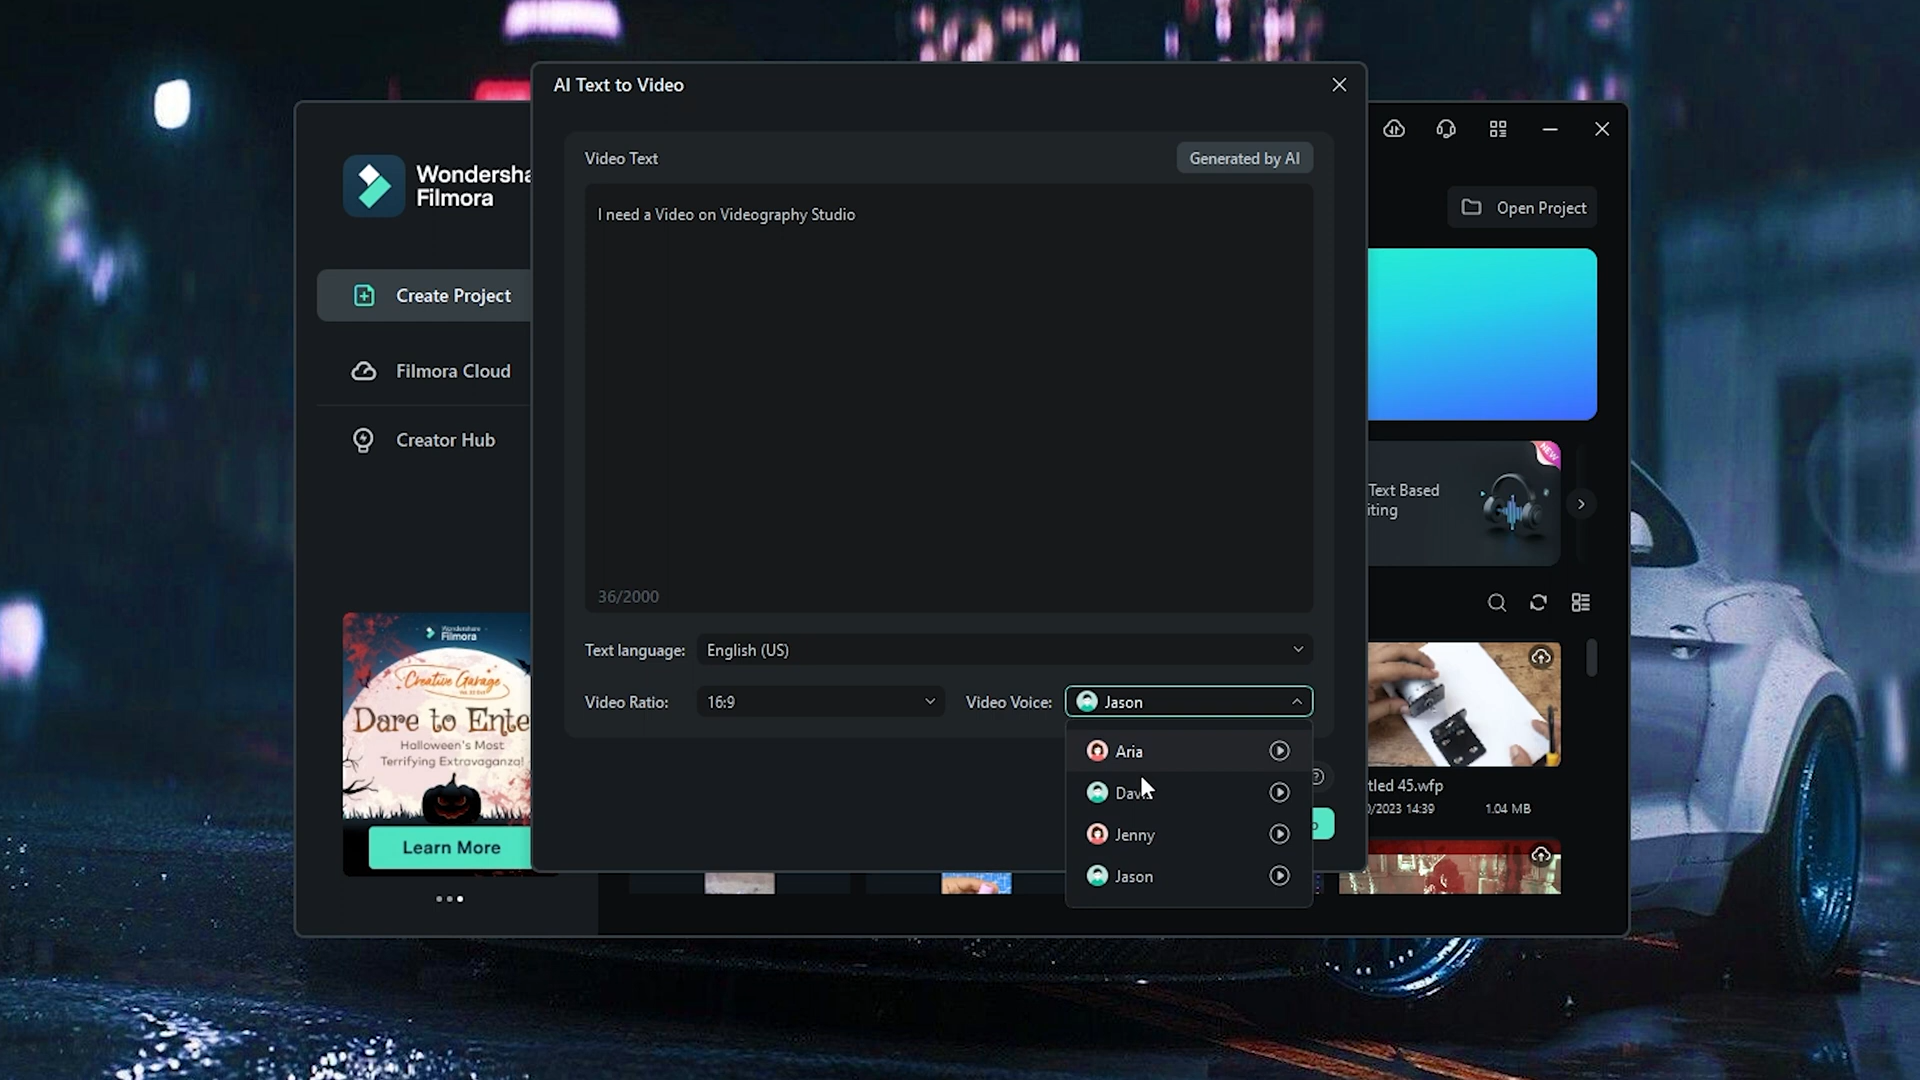 AI Text to Video
Wondersha
Filmora
Create Project
Filmora Cloud
Creator Hub
Wondershare
Filmora
Creative Garage
Dare to Ente
Halloween's Most
Terrifying Extravaganza!
Learn More
Video Text
Generated by AI
I need a Video on Videography Studio
36/2000
Text language:
English (US)
Video Ratio:
16:9
Video Voice:
Jason
Aria
Jenny
Jason
Open Project
NEW
Text Based
iting
tled 45.wfp
/2023 14:39
1.04 MB